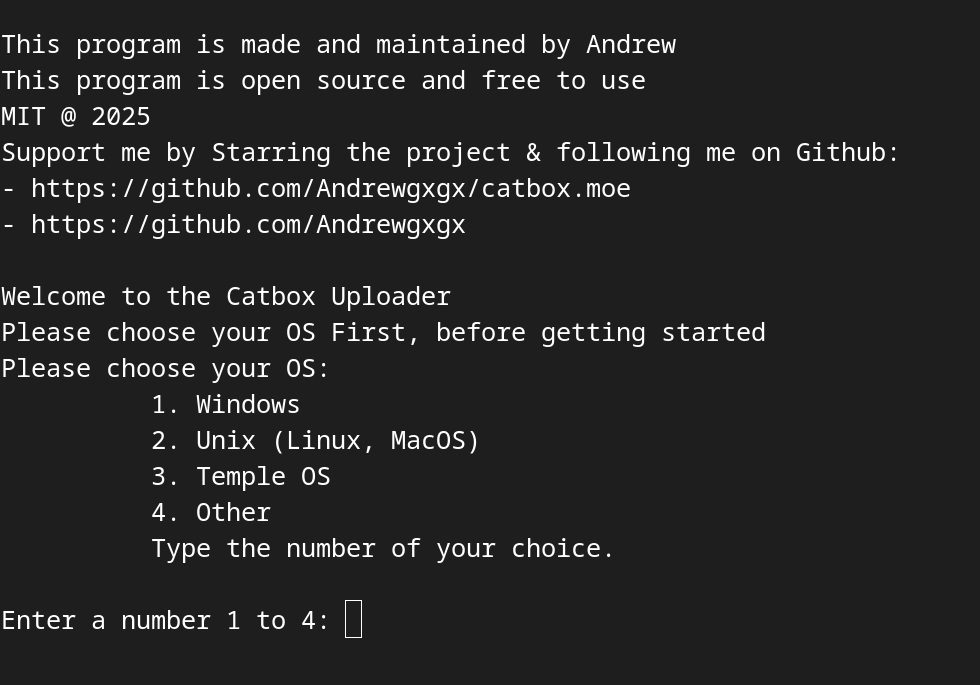 This program is made and maintained by Andrew
This program is open source and free to use
MIT @ 2025
Support me by Starring the project & following me on Github:
- https://github.com/Andrewgxgx/catbox.moe
- https://github.com/Andrewgxgx
Welcome to the Catbox Uploader
Please choose your OS First, before getting started
Please choose your OS:
1. Windows
2. Unix (Linux, MacOS)
3. Temple OS
4. Other
Type the number of your choice.
Enter a number 1 to 4: